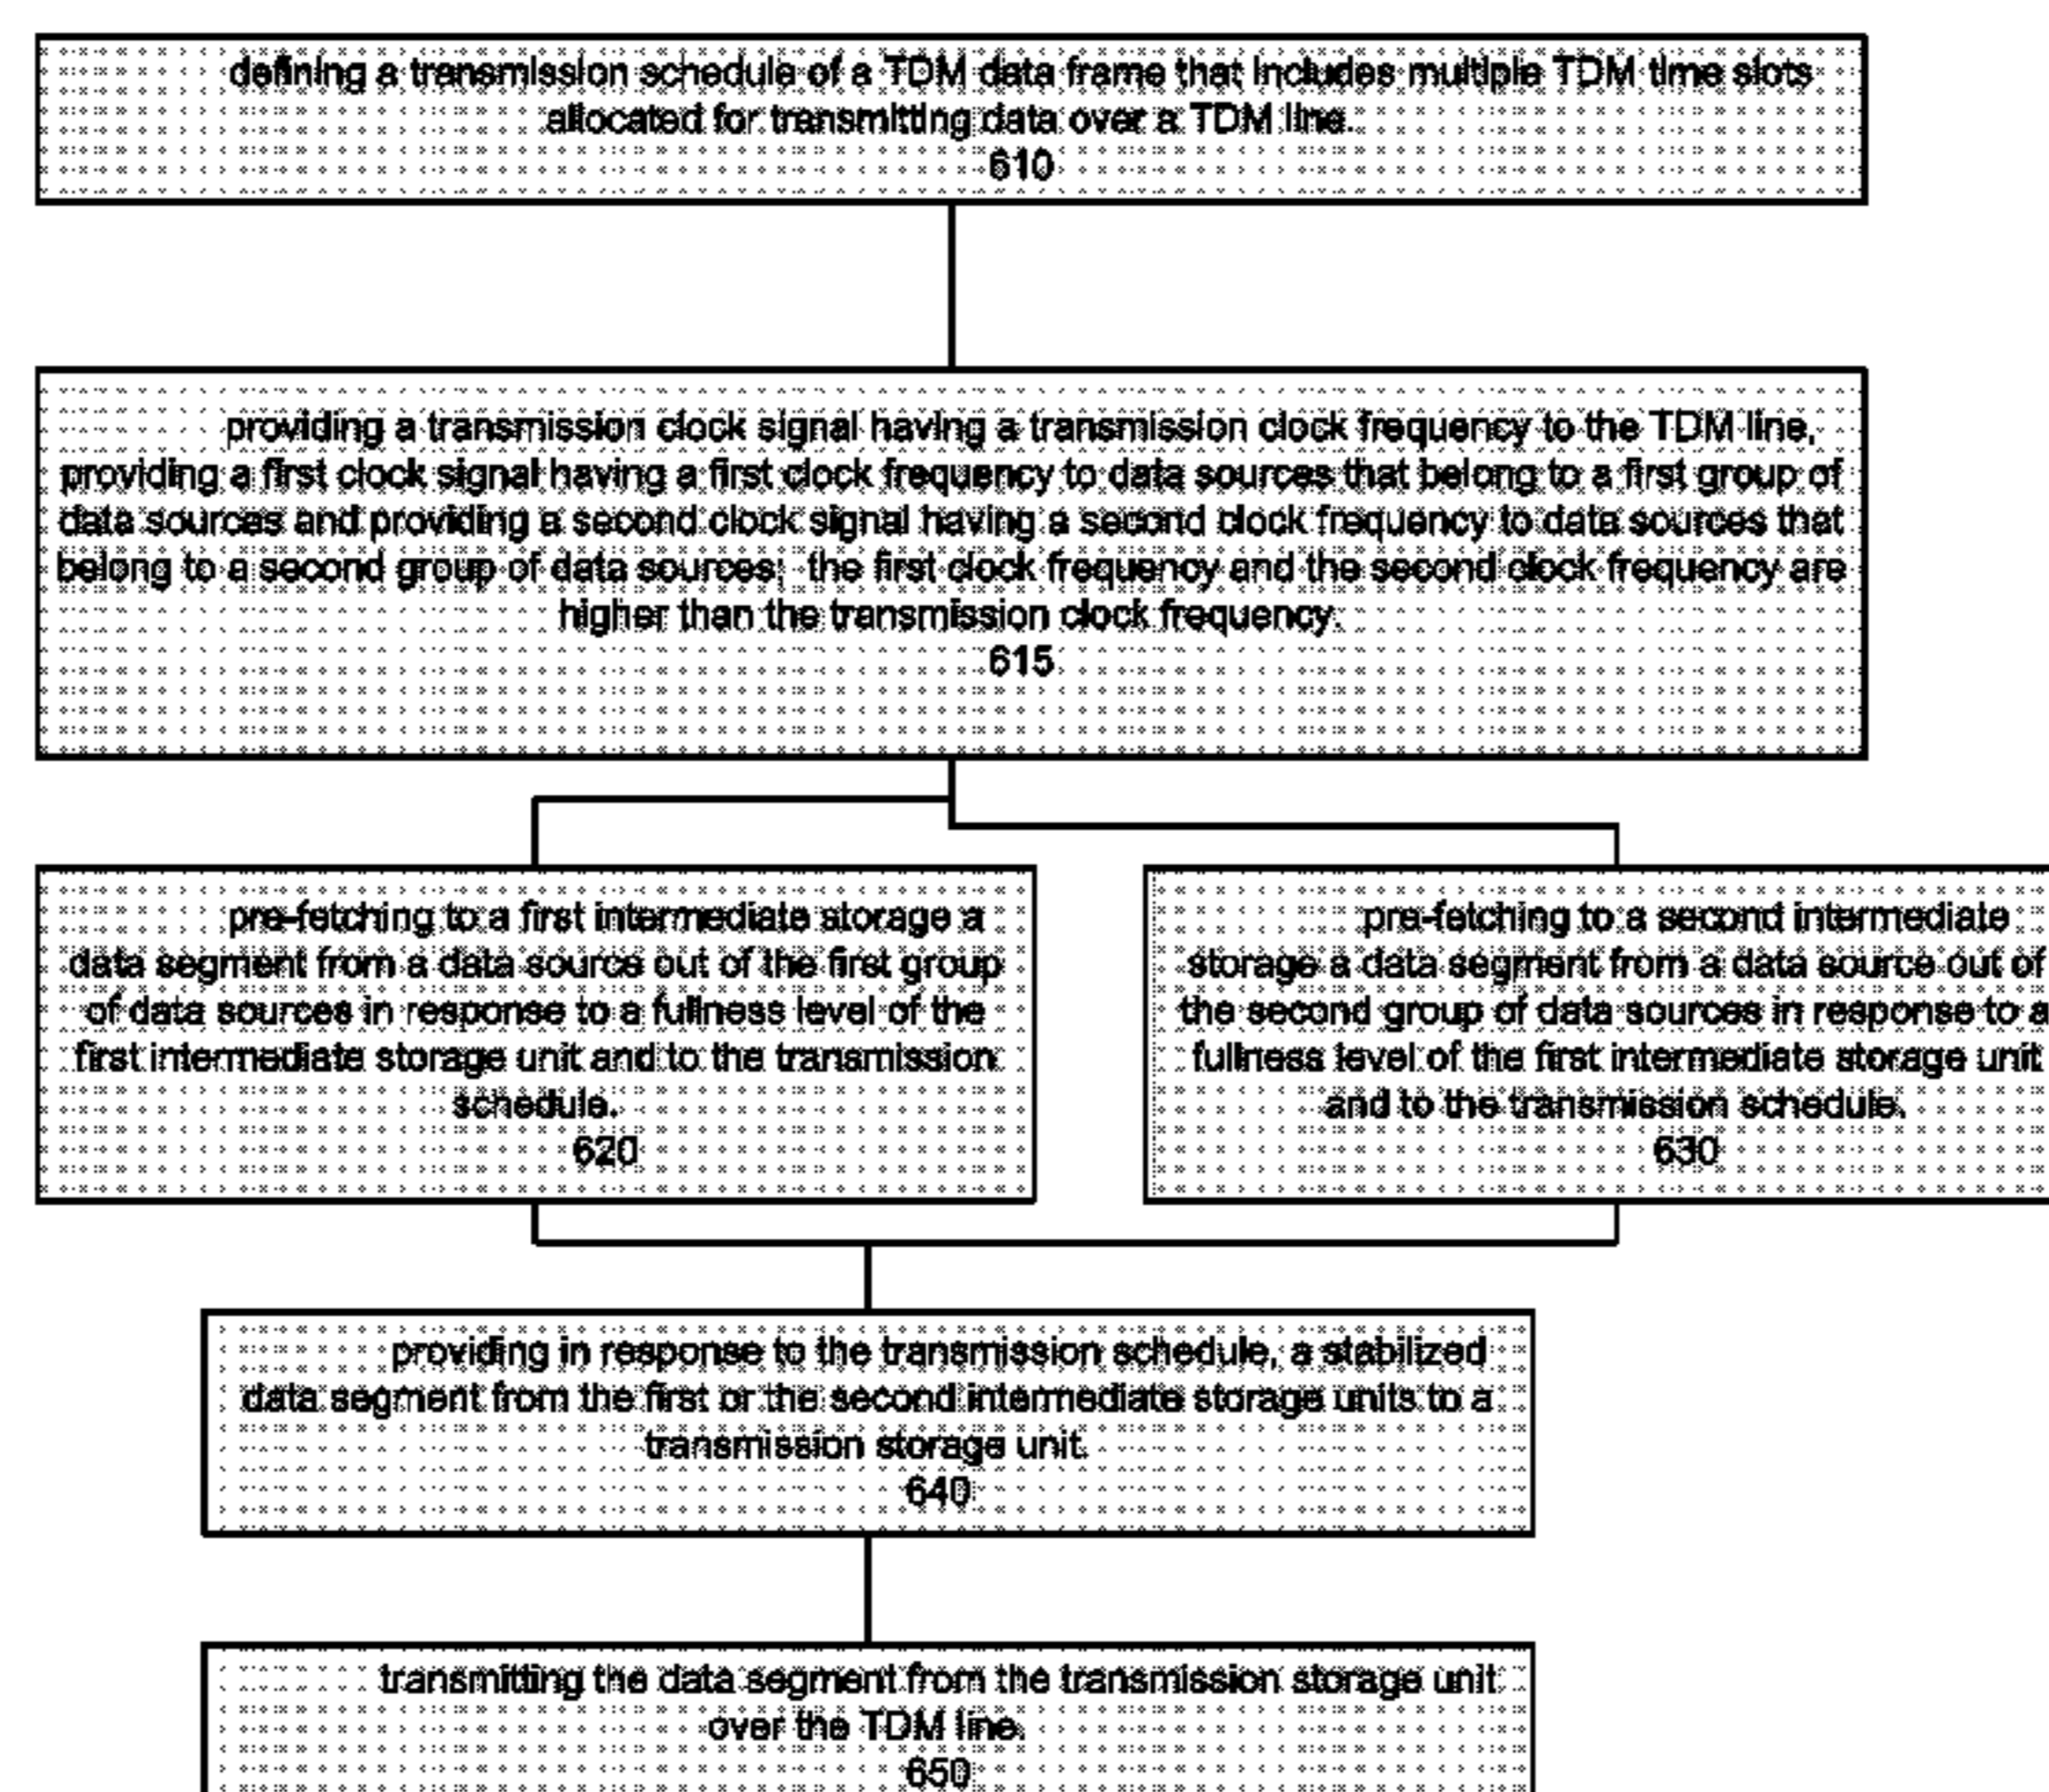 defining a transmission schedule of a TDM data frame that includes multiple TDM time slots
allocated for transmitting data over a TDM line.
610
providing a transmission clock signal having a transmission clock frequency to the TDM line,
providing a first clock signal having a first clock frequency to data sources that belong to a first group of
data sources and providing a second clock signal having a second clock frequency to data sources that
belong to a second group of data sources; the first clock frequency and the second clock frequency are
higher than the transmission clock frequency.
615
pre-fetching to a first intermediate storage a
data segment from a data source out of the first group
of data sources in response to a fullness level of the
first intermediate storage unit and to the transmission
schedule.
620
pre-fetching to a second intermediate
storage a data segment from a data source out of
the second group of data sources in response to a
fullness level of the first intermediate storage unit
and to the transmission schedule.
630
providing in response to the transmission schedule, a stabilized
data segment from the first or the second intermediate storage units to a
transmission storage unit.
640
transmitting the data segment from the transmission storage unit
over the TDM line.
650